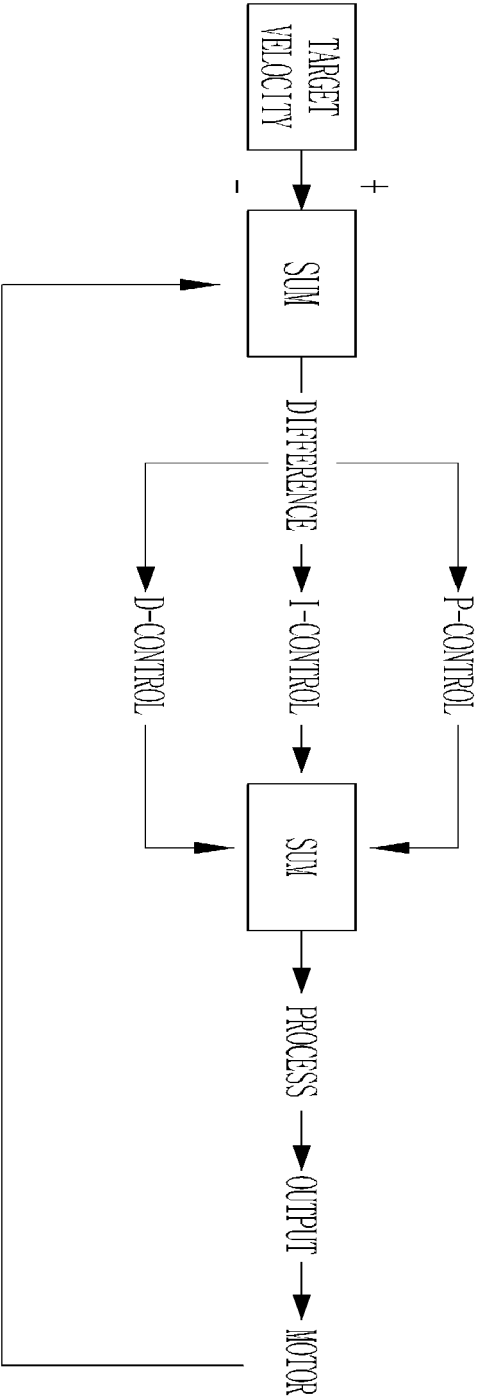 TARGET
VELOCITY
+
-
SUM
DIFFERENCE
P-CONTROL
I-CONTROL
D-CONTROL
SUM
PROCESS
OUTPUT
MOTOR